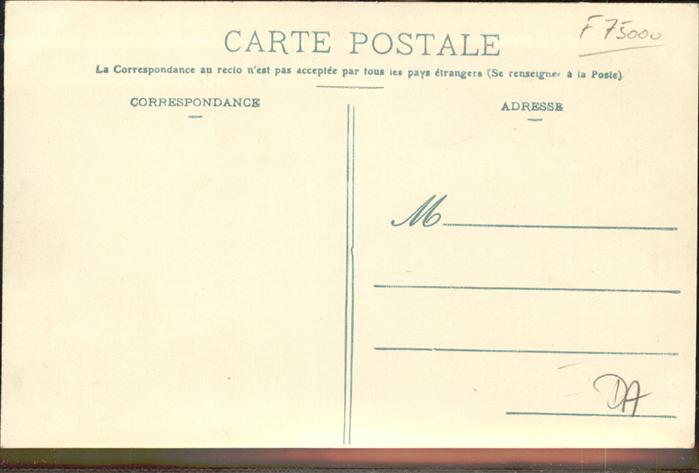 F 75000
CARTE POSTALE
La Correspondance au recto n'est pas acceptée par tous les pays étrangers (Se renseigner à la Poste)
CORRESPONDANCE
ADRESSE
M
DA